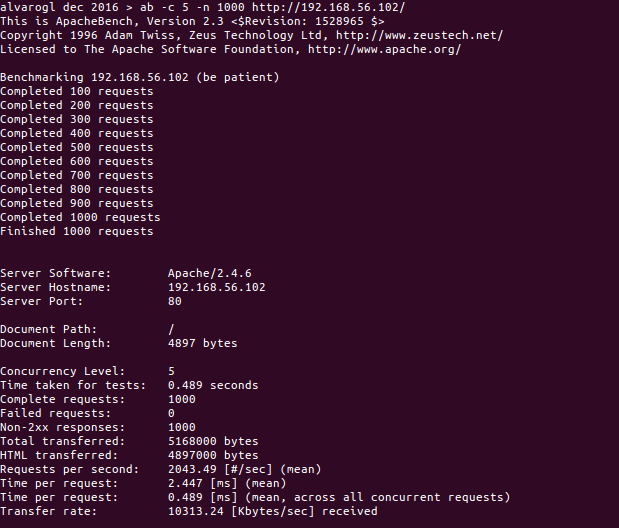 alvarogl dec 2016 > ab -c 5 -n 1000 http://192.168.56.102/
This is ApacheBench, Version 2.3 <$Revision: 1528965 $>
Copyright 1996 Adam Twiss, Zeus Technology Ltd, http://www.zeustech.net/
Licensed to The Apache Software Foundation, http://www.apache.org/

Benchmarking 192.168.56.102 (be patient)
Completed 100 requests
Completed 200 requests
Completed 300 requests
Completed 400 requests
Completed 500 requests
Completed 600 requests
Completed 700 requests
Completed 800 requests
Completed 900 requests
Completed 1000 requests
Finished 1000 requests

Server Software:        Apache/2.4.6
Server Hostname:        192.168.56.102
Server Port:            80

Document Path:          /
Document Length:        4897 bytes

Concurrency Level:      5
Time taken for tests:   0.489 seconds
Complete requests:      1000
Failed requests:        0
Non-2xx responses:      1000
Total transferred:      5168000 bytes
HTML transferred:       4897000 bytes
Requests per second:    2043.49 [#/sec] (mean)
Time per request:       2.447 [ms] (mean)
Time per request:       0.489 [ms] (mean, across all concurrent requests)
Transfer rate:          10313.24 [Kbytes/sec] received